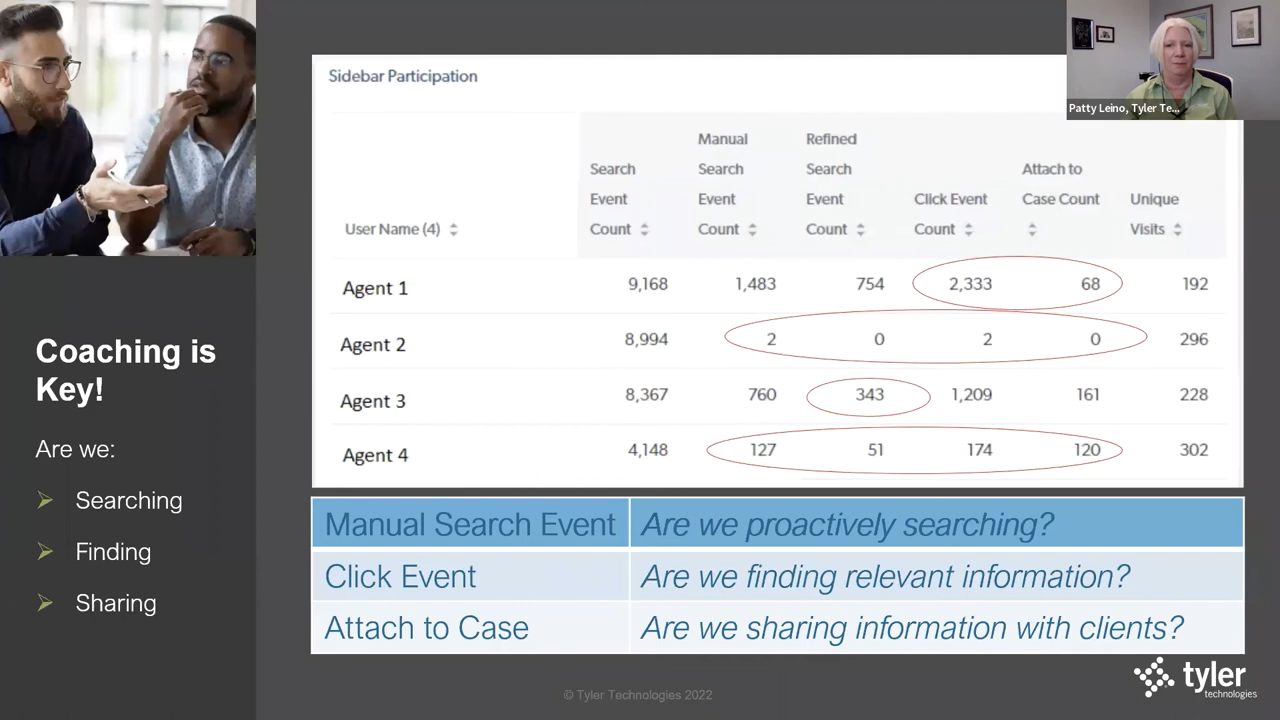 Patty Leino, Tyler Te...
Sidebar Participation
User Name (4)
Search Event Count
Manual Search Event Count
Refined Search Event Count
Click Event Count
Attach to Case Count
Unique Visits
Agent 1 9,168 1,483 754 2,333 68 192
Agent 2 8,994 2 0 2 0 296
Agent 3 8,367 760 343 1,209 161 228
Agent 4 4,148 127 51 174 120 302
Coaching is
Key!
Are we:
Searching
Finding
Sharing
Manual Search Event Are we proactively searching?
Click Event Are we finding relevant information?
Attach to Case Are we sharing information with clients?
© Tyler Technologies 2022
tyler
technologies